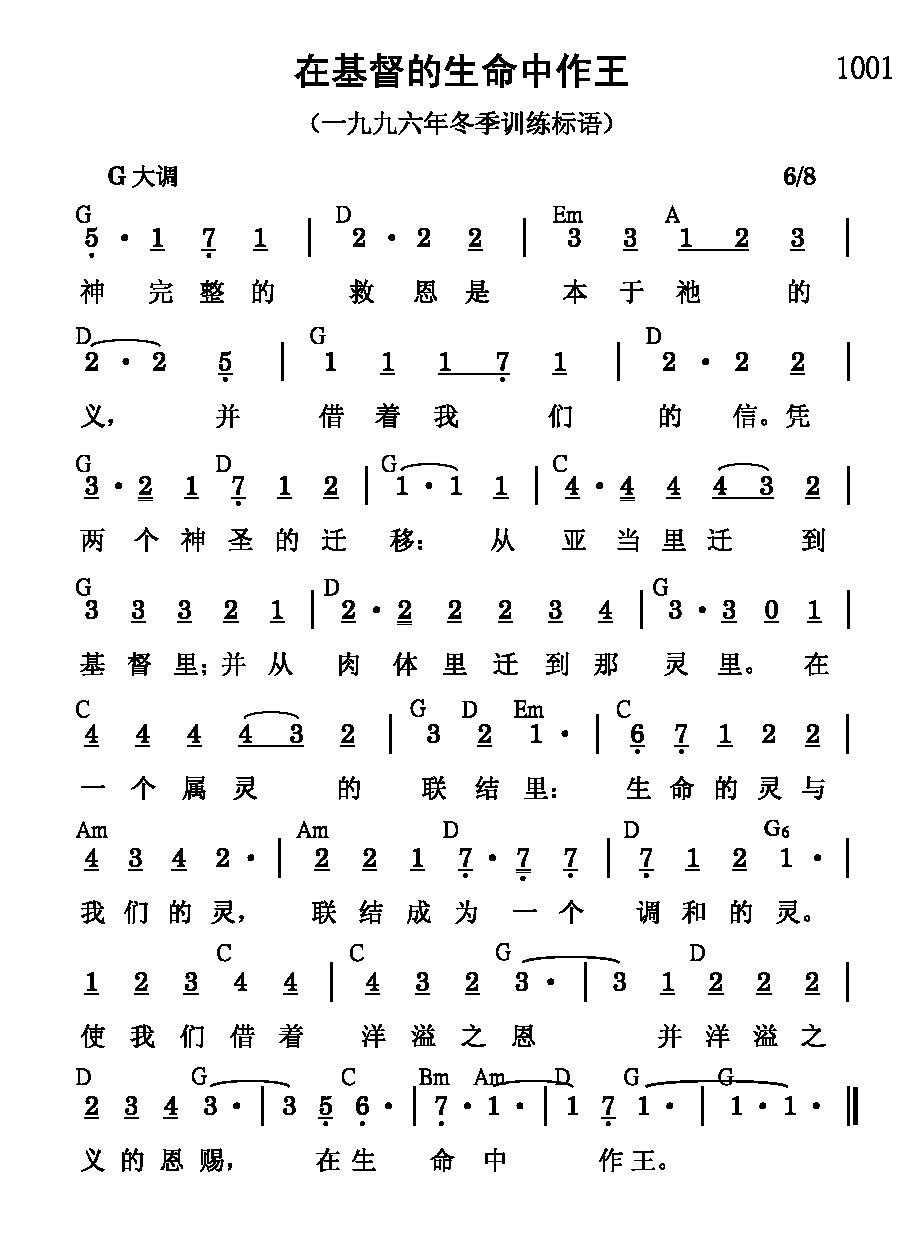 在基督的生命中作王 1001
（一九九六年冬季训练标语）
G 大调 6/8
G D Em A
5 · 1 7 1 | 2 · 2 2 | 3 3 1 2 3 |
神 完 整 的 救 恩 是 本 于 祂 的
D G D
2 · 2 5 | 1 1 1 7 1 | 2 · 2 2 |
义， 并 借 着 我 们 的 信。凭
G D G C
3 · 2 1 7 1 2 | 1 · 1 1 | 4 · 4 4 4 3 2 |
两 个 神 圣 的 迁 移： 从 亚 当 里 迁 到
G D G
3 3 3 2 1 | 2 · 2 2 2 3 4 | 3 · 3 0 1 |
基 督 里；并 从 肉 体 里 迁 到 那 灵 里。 在
C G D Em C
4 4 4 4 3 2 | 3 2 1 · | 6 7 1 2 2 |
一 个 属 灵 的 联 结 里： 生 命 的 灵 与
Am Am D D G6
4 3 4 2 · | 2 2 1 7 · 7 7 | 7 1 2 1 · |
我 们 的 灵， 联 结 成 为 一 个 调 和 的 灵。
C C G D
1 2 3 4 4 | 4 3 2 3 · | 3 1 2 2 2 |
使 我 们 借 着 洋 溢 之 恩 并 洋 溢 之
D G C Bm Am D G G
2 3 4 3 · | 3 5 6 · | 7 · 1 · | 1 7 1 · | 1 · 1 · ‖
义 的 恩 赐， 在 生 命 中 作 王。